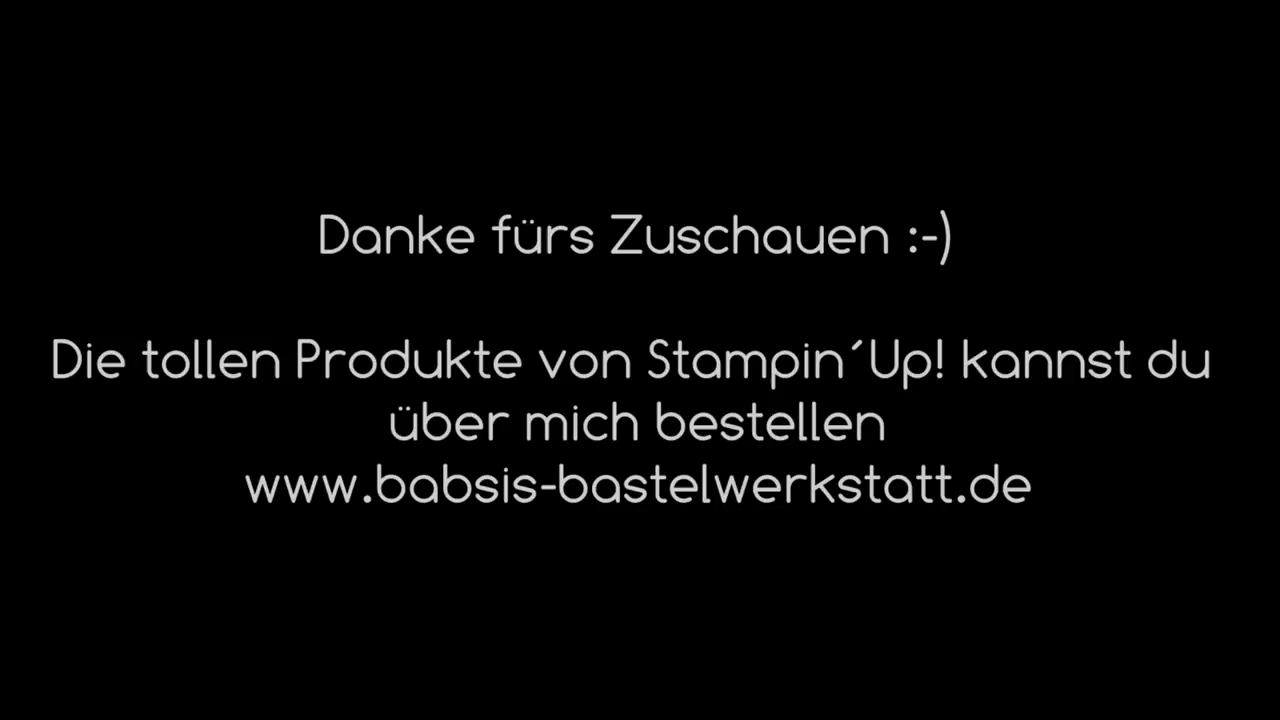 Danke fürs Zuschauen :-)
Die tollen Produkte von Stampin´Up! kannst du
über mich bestellen
www.babsis-bastelwerkstatt.de